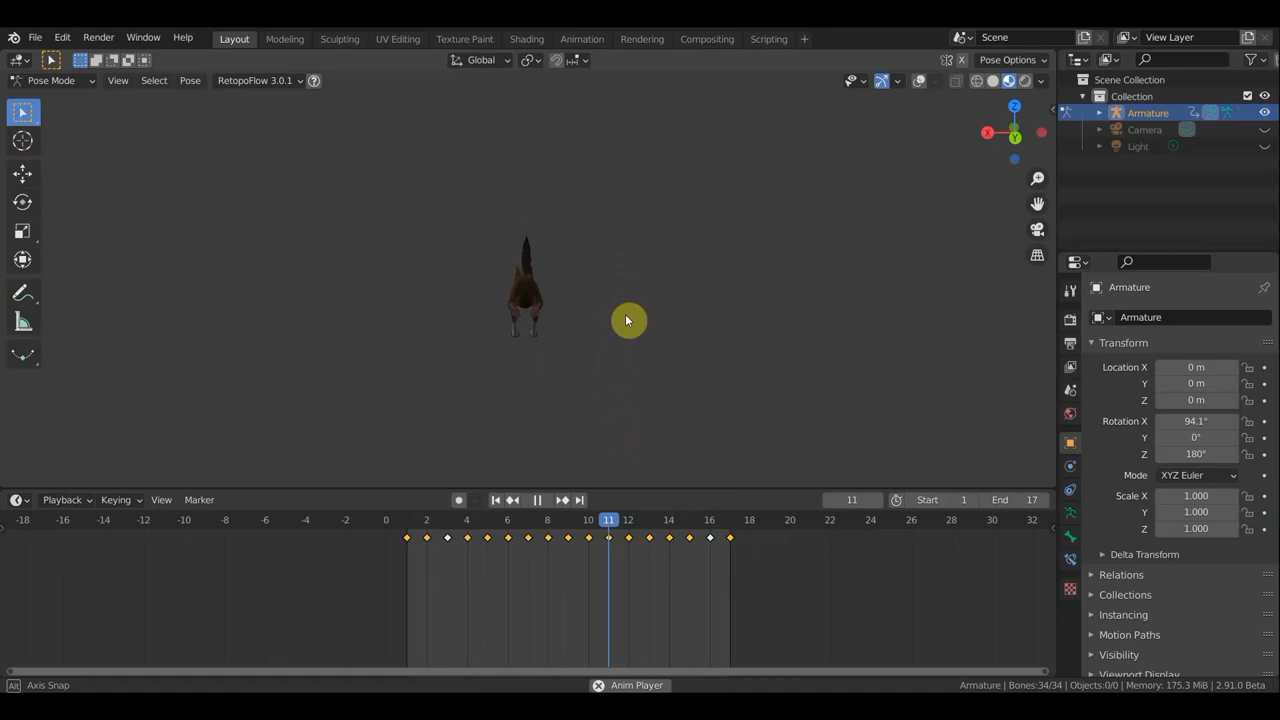 File Edit Render Window Help Layout Modeling Sculpting UV Editing Texture Paint Shading Animation Rendering Compositing Scripting + Scene View Layer
Global Pose Options
X
Pose Mode View Select Pose RetopoFlow 3.0.1
Scene Collection
Collection
Armature
Camera
Light
Z
X
Y
Armature
Armature
Transform
Location X 0 m
Y 0 m
Z 0 m
Rotation X 94.1°
Y 0°
Z 180°
Mode XYZ Euler
Scale X 1.000
Y 1.000
Z 1.000
Delta Transform
Relations
Collections
Instancing
Motion Paths
Visibility
Viewport Display
Playback Keying View Marker 11 Start 1 End 17
-18 -16 -14 -12 -10 -8 -6 -4 -2 0 2 4 6 8 10 11 12 14 16 18 20 22 24 26 28 30 32
Alt Axis Snap Anim Player Armature | Bones:34/34 | Objects:0/0 | Memory: 175.3 MiB | 2.91.0 Beta